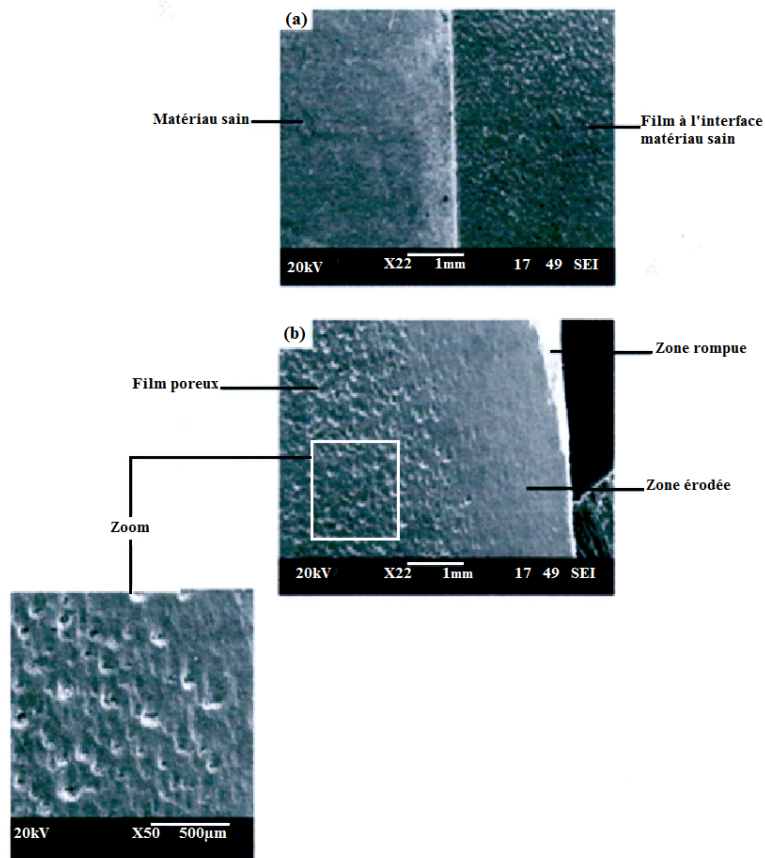 (a)
Matériau sain
Film à l'interface
matériau sain
20kV X22 1mm 17 49 SEI
(b)
Zone rompue
Film poreux
Zone érodée
Zoom
20kV X22 1mm 17 49 SEI
20kV X50 500µm